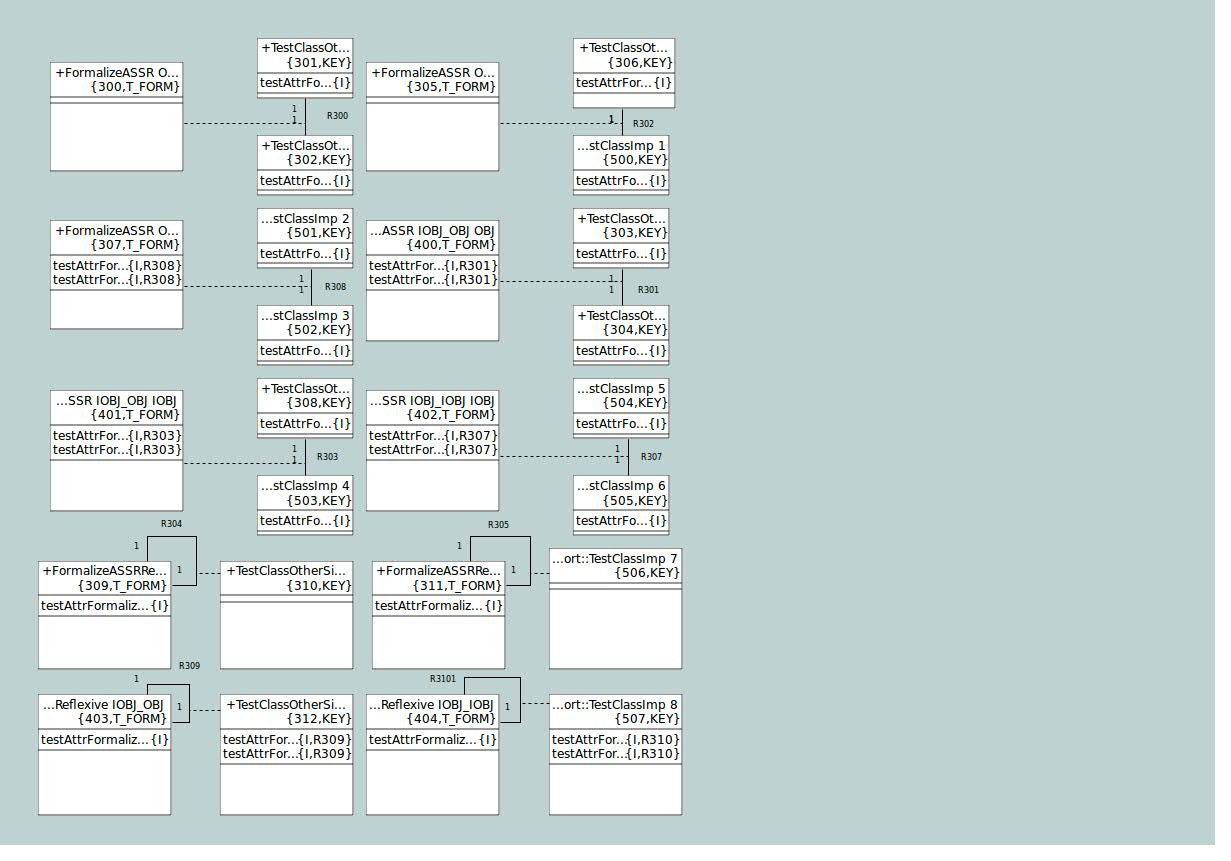 +FormalizeASSR O...
{300,T_FORM}
+TestClassOt...
{301,KEY}
testAttrFo...{I}
1
1
R300
+TestClassOt...
{302,KEY}
testAttrFo...{I}
+FormalizeASSR O...
{305,T_FORM}
+TestClassOt...
{306,KEY}
testAttrFor...{I}
1
R302
...stClassImp 1
{500,KEY}
testAttrFo...{I}
+FormalizeASSR O...
{307,T_FORM}
testAttrFor...{I,R308}
testAttrFor...{I,R308}
...stClassImp 2
{501,KEY}
testAttrFo...{I}
1
1
R308
...stClassImp 3
{502,KEY}
testAttrFo...{I}
...ASSR IOBJ_OBJ OBJ
{400,T_FORM}
testAttrFor...{I,R301}
testAttrFor...{I,R301}
+TestClassOt...
{303,KEY}
testAttrFo...{I}
1
1
R301
+TestClassOt...
{304,KEY}
testAttrFo...{I}
...SSR IOBJ_OBJ IOBJ
{401,T_FORM}
testAttrFor...{I,R303}
testAttrFor...{I,R303}
+TestClassOt...
{308,KEY}
testAttrFo...{I}
1
1
R303
...stClassImp 4
{503,KEY}
testAttrFo...{I}
...SSR IOBJ_IOBJ IOBJ
{402,T_FORM}
testAttrFor...{I,R307}
testAttrFor...{I,R307}
...stClassImp 5
{504,KEY}
testAttrFo...{I}
1
1
R307
...stClassImp 6
{505,KEY}
testAttrFo...{I}
R304
1
1
+FormalizeASSRRe...
{309,T_FORM}
testAttrFormaliz...{I}
+TestClassOtherSi...
{310,KEY}
R305
1
1
+FormalizeASSRRe...
{311,T_FORM}
testAttrFormaliz...{I}
...ort::TestClassImp 7
{506,KEY}
R309
1
1
...Reflexive IOBJ_OBJ
{403,T_FORM}
testAttrFormaliz...{I}
+TestClassOtherSi...
{312,KEY}
testAttrFor...{I,R309}
testAttrFor...{I,R309}
R3101
1
...Reflexive IOBJ_IOBJ
{404,T_FORM}
testAttrFormaliz...{I}
...ort::TestClassImp 8
{507,KEY}
testAttrFor...{I,R310}
testAttrFor...{I,R310}